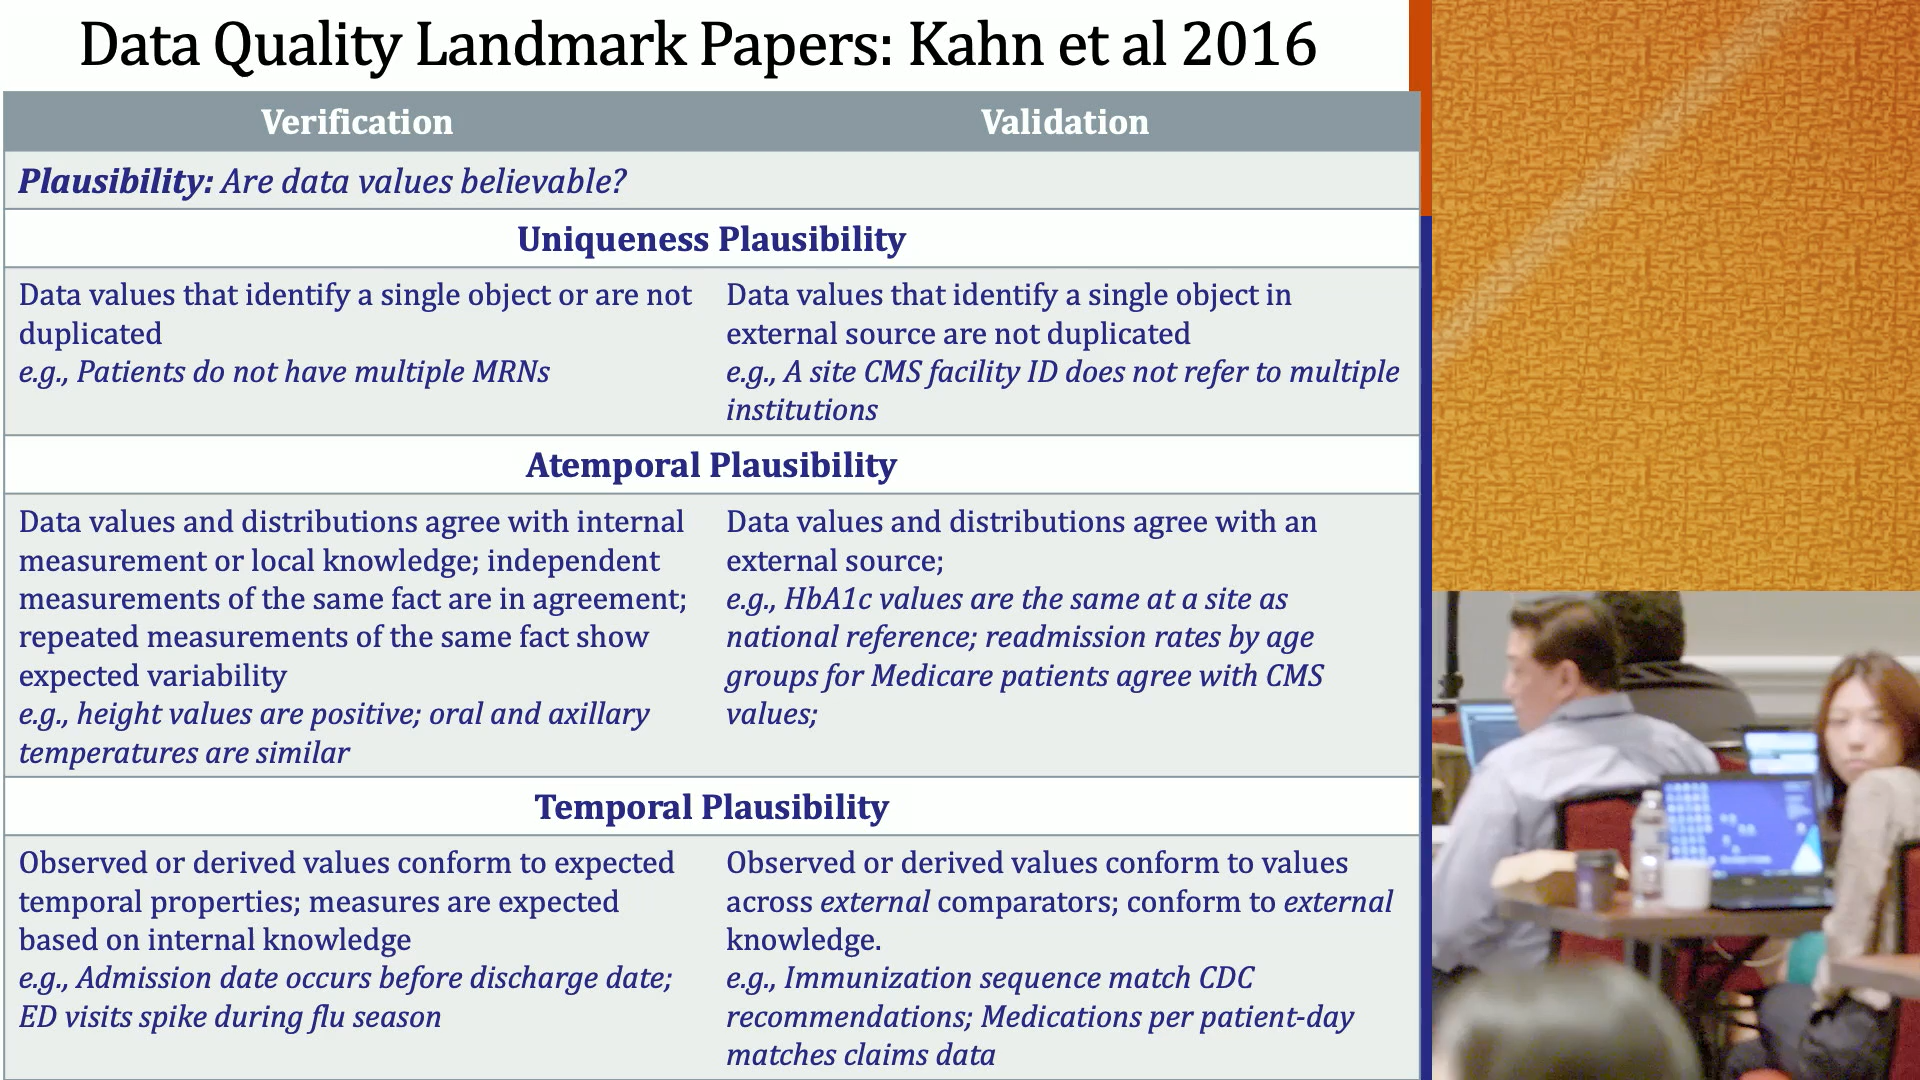 Data Quality Landmark Papers: Kahn et al 2016
Verification
Validation
Plausibility: Are data values believable?
Uniqueness Plausibility
Data values that identify a single object or are not
duplicated
e.g., Patients do not have multiple MRNs
Data values that identify a single object in
external source are not duplicated
e.g., A site CMS facility ID does not refer to multiple
institutions
Atemporal Plausibility
Data values and distributions agree with internal
measurement or local knowledge; independent
measurements of the same fact are in agreement;
repeated measurements of the same fact show
expected variability
e.g., height values are positive; oral and axillary
temperatures are similar
Data values and distributions agree with an
external source;
e.g., HbA1c values are the same at a site as
national reference; readmission rates by age
groups for Medicare patients agree with CMS
values;
Temporal Plausibility
Observed or derived values conform to expected
temporal properties; measures are expected
based on internal knowledge
e.g., Admission date occurs before discharge date;
ED visits spike during flu season
Observed or derived values conform to values
across external comparators; conform to external
knowledge.
e.g., Immunization sequence match CDC
recommendations; Medications per patient-day
matches claims data